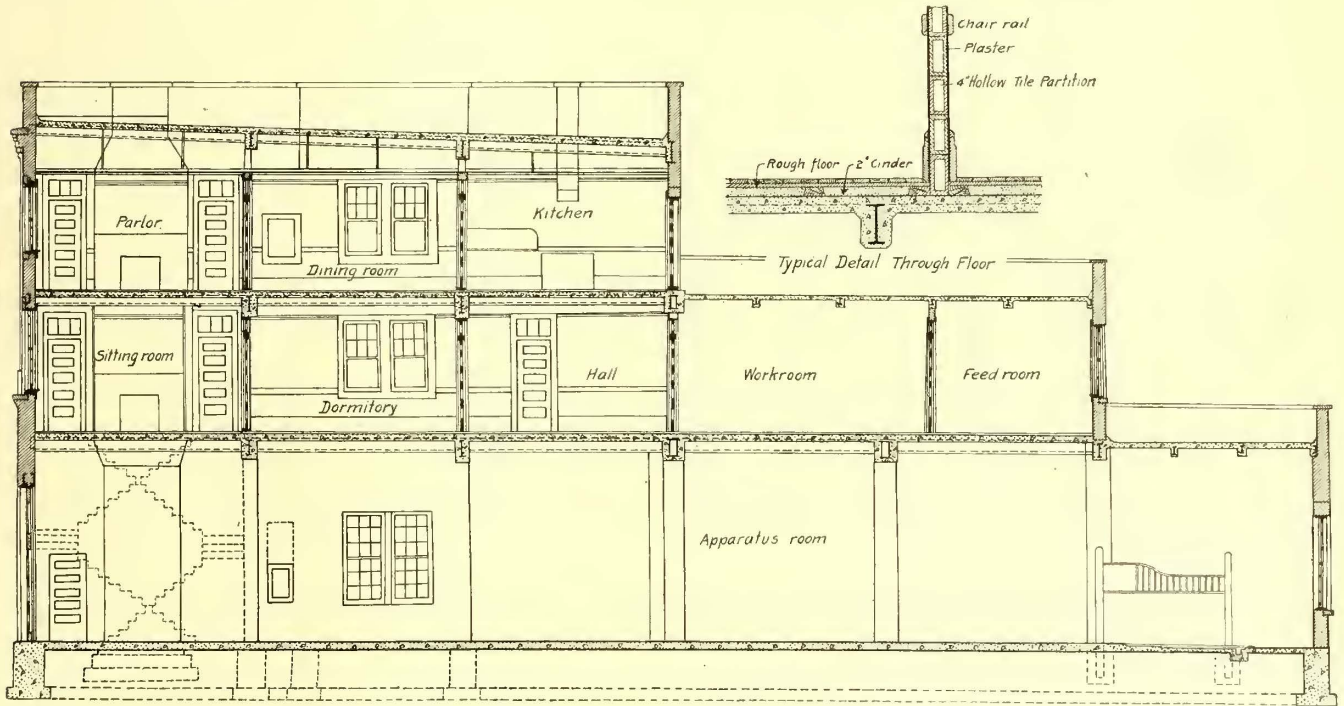 Chair rail
Plaster
4" Hollow Tile Partition
Rough floor
2" Cinder
Typical Detail Through Floor
Parlor.
Dining room
Kitchen
Sitting room
Dormitory
Hall
Workroom
Feed room
Apparatus room